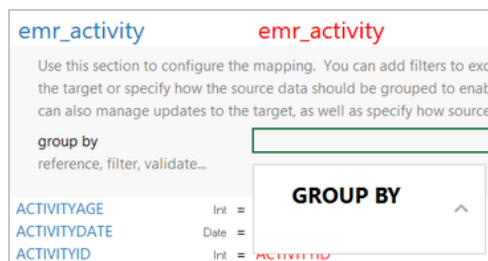 emr_activity emr_activity
Use this section to configure the mapping. You can add filters to exc
the target or specify how the source data should be grouped to enab
can also manage updates to the target, as well as specify how source
group by
reference, filter, validate...
GROUP BY
ACTIVITYAGE Int =
ACTIVITYDATE Date =
ACTIVITYID Int = ACTIVITYID